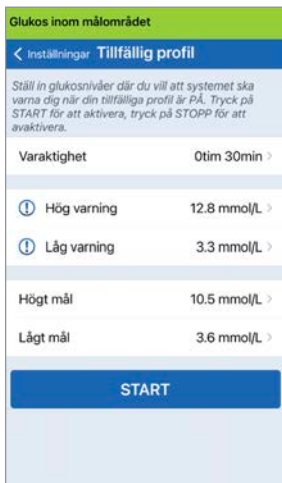 Glukos inom målområdet
Inställningar Tillfällig profil
Ställ in glukosnivåer där du vill att systemet ska
varna dig när din tillfälliga profil är PÅ. Tryck på
START för att aktivera, tryck på STOPP för att
avaktivera.
Varaktighet 0tim 30min
Hög varning 12.8 mmol/L
Låg varning 3.3 mmol/L
Högt mål 10.5 mmol/L
Lågt mål 3.6 mmol/L
START